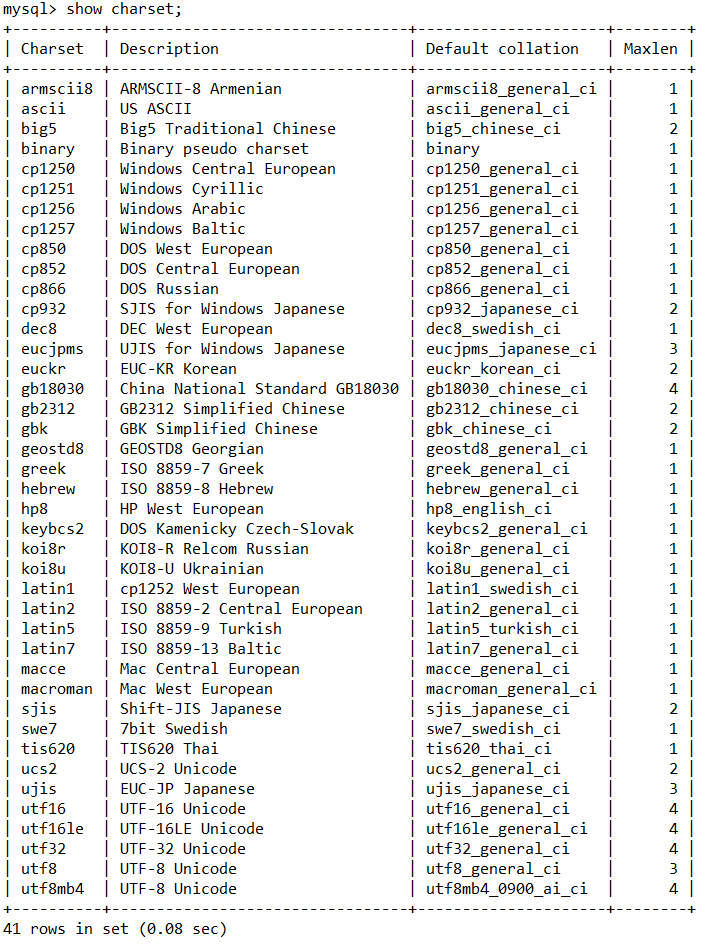 mysql> show charset;
+----------+---------------------------------+---------------------+--------+
| Charset  | Description                     | Default collation   | Maxlen |
+----------+---------------------------------+---------------------+--------+
| armscii8 | ARMSCII-8 Armenian              | armscii8_general_ci |      1 |
| ascii    | US ASCII                        | ascii_general_ci    |      1 |
| big5     | Big5 Traditional Chinese        | big5_chinese_ci     |      2 |
| binary   | Binary pseudo charset           | binary              |      1 |
| cp1250   | Windows Central European        | cp1250_general_ci   |      1 |
| cp1251   | Windows Cyrillic                | cp1251_general_ci   |      1 |
| cp1256   | Windows Arabic                  | cp1256_general_ci   |      1 |
| cp1257   | Windows Baltic                  | cp1257_general_ci   |      1 |
| cp850    | DOS West European               | cp850_general_ci    |      1 |
| cp852    | DOS Central European            | cp852_general_ci    |      1 |
| cp866    | DOS Russian                     | cp866_general_ci    |      1 |
| cp932    | SJIS for Windows Japanese       | cp932_japanese_ci   |      2 |
| dec8     | DEC West European               | dec8_swedish_ci     |      1 |
| eucjpms  | UJIS for Windows Japanese       | eucjpms_japanese_ci |      3 |
| euckr    | EUC-KR Korean                   | euckr_korean_ci     |      2 |
| gb18030  | China National Standard GB18030 | gb18030_chinese_ci  |      4 |
| gb2312   | GB2312 Simplified Chinese       | gb2312_chinese_ci   |      2 |
| gbk      | GBK Simplified Chinese          | gbk_chinese_ci      |      2 |
| geostd8  | GEOSTD8 Georgian                | geostd8_general_ci  |      1 |
| greek    | ISO 8859-7 Greek                | greek_general_ci    |      1 |
| hebrew   | ISO 8859-8 Hebrew               | hebrew_general_ci   |      1 |
| hp8      | HP West European                | hp8_english_ci      |      1 |
| keybcs2  | DOS Kamenicky Czech-Slovak      | keybcs2_general_ci  |      1 |
| koi8r    | KOI8-R Relcom Russian           | koi8r_general_ci    |      1 |
| koi8u    | KOI8-U Ukrainian                | koi8u_general_ci    |      1 |
| latin1   | cp1252 West European            | latin1_swedish_ci   |      1 |
| latin2   | ISO 8859-2 Central European     | latin2_general_ci   |      1 |
| latin5   | ISO 8859-9 Turkish              | latin5_turkish_ci   |      1 |
| latin7   | ISO 8859-13 Baltic              | latin7_general_ci   |      1 |
| macce    | Mac Central European            | macce_general_ci    |      1 |
| macroman | Mac West European               | macroman_general_ci |      1 |
| sjis     | Shift-JIS Japanese              | sjis_japanese_ci    |      2 |
| swe7     | 7bit Swedish                    | swe7_swedish_ci     |      1 |
| tis620   | TIS620 Thai                     | tis620_thai_ci      |      1 |
| ucs2     | UCS-2 Unicode                   | ucs2_general_ci     |      2 |
| ujis     | EUC-JP Japanese                 | ujis_japanese_ci    |      3 |
| utf16    | UTF-16 Unicode                  | utf16_general_ci    |      4 |
| utf16le  | UTF-16LE Unicode                | utf16le_general_ci  |      4 |
| utf32    | UTF-32 Unicode                  | utf32_general_ci    |      4 |
| utf8     | UTF-8 Unicode                   | utf8_general_ci     |      3 |
| utf8mb4  | UTF-8 Unicode                   | utf8mb4_0900_ai_ci  |      4 |
+----------+---------------------------------+---------------------+--------+
41 rows in set (0.08 sec)